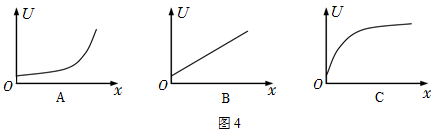 U U U
O x O x O x
A B C
图4